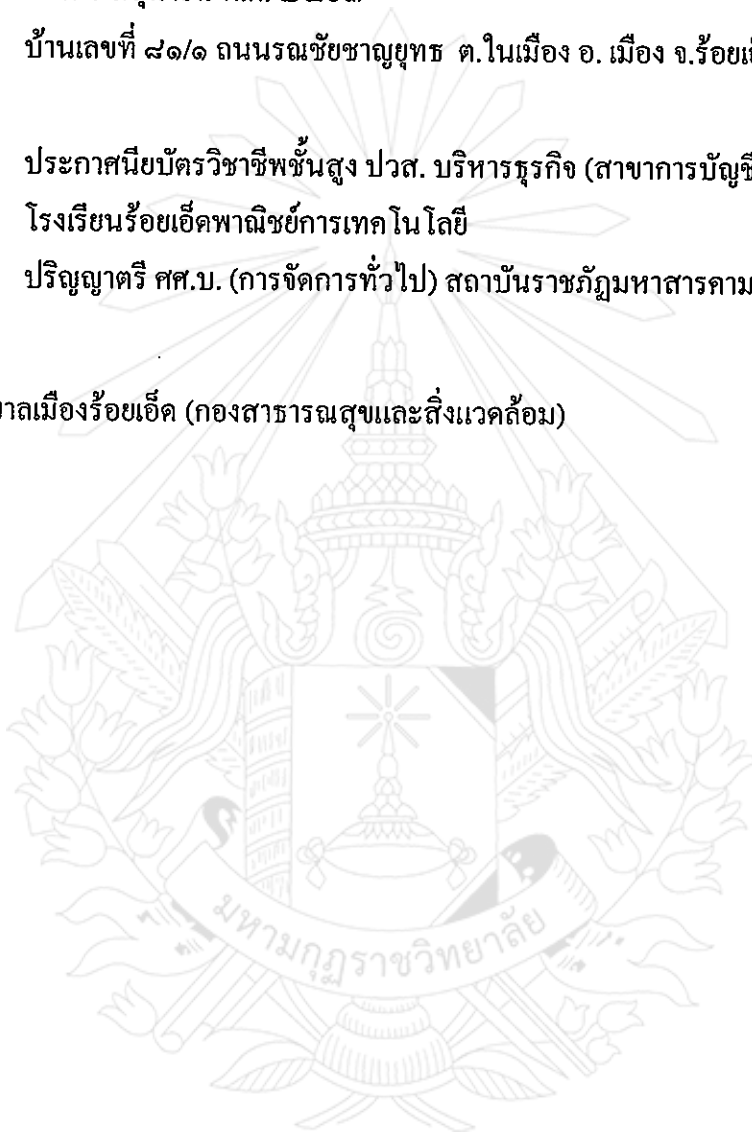 บ้านเลขที่ ๘๑/๑ ถนนรณชัยชาญยุทธ ต.ในเมือง อ. เมือง จ.ร้อยเ
ประกาศนียบัตรวิชาชีพชั้นสูง ปวส. บริหารธุรกิจ (สาขาการบัญชี
โรงเรียนร้อยเอ็ดพาณิชย์การเทคโนโลยี
ปริญญาตรี ศศ.บ. (การจัดการทั่วไป) สถาบันราชภัฏมหาสารคาม
าลเมืองร้อยเอ็ด (กองสาธารณสุขและสิ่งแวดล้อม)
มหามกุฏราชวิทยาลัย